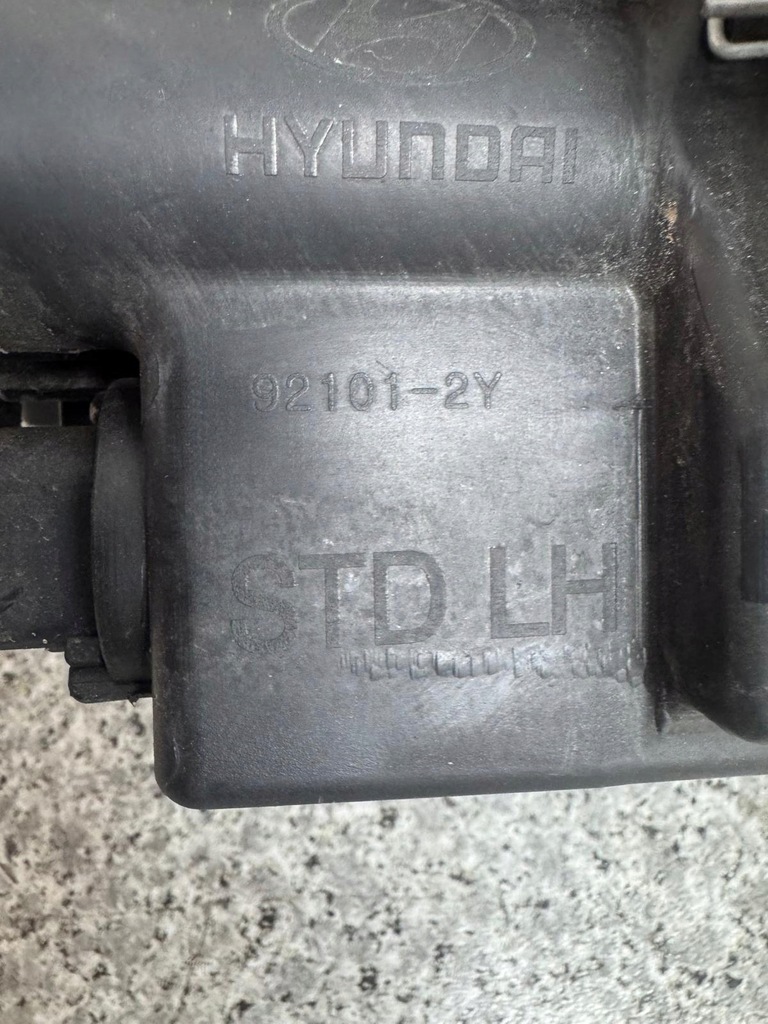 HYUNDAI
92101-2Y
STD LH